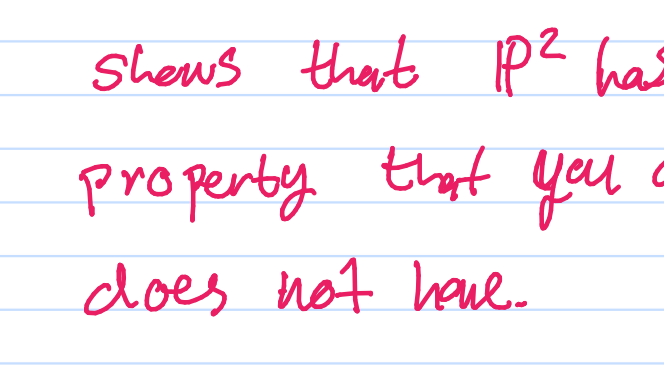 shows that ℙ² has
property that you
does not have.